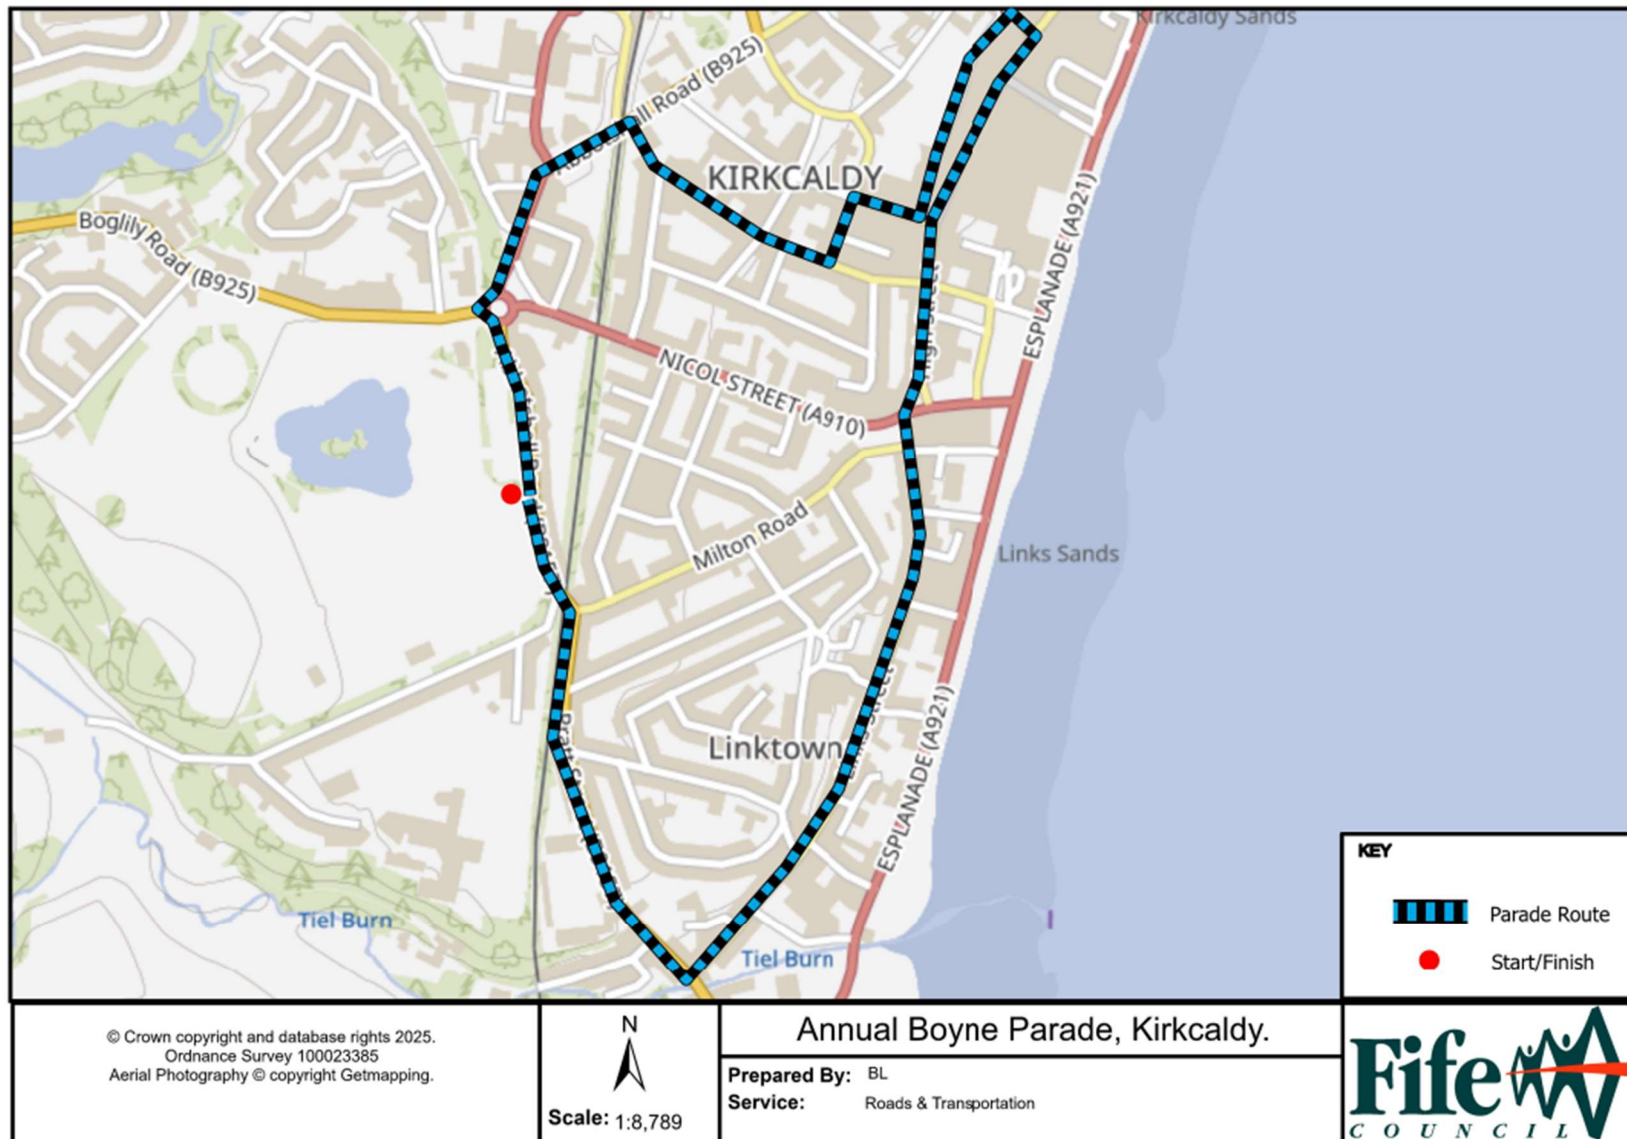 Kirkcaldy Sands
Road (B925)
KIRKCALDY
Boglily Road (B925)
ESPLANADE (A921)
NICOL STREET (A910)
Milton Road
Links Sands
Linktown
ESPLANADE (A921)
Tiel Burn
Tiel Burn
KEY
Parade Route
Start/Finish
© Crown copyright and database rights 2025.
Ordnance Survey 100023385
Aerial Photography © copyright Getmapping.
N
Scale: 1:8,789
Annual Boyne Parade, Kirkcaldy.
Prepared By: BL
Service: Roads & Transportation
Fife
COUNCIL